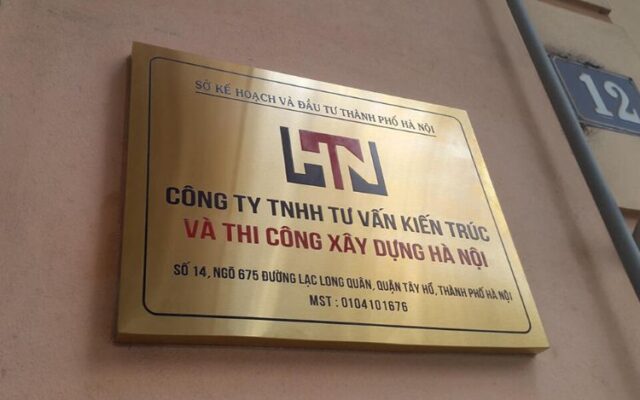 SỞ KẾ HOẠCH VÀ ĐẦU TƯ THÀNH PHỐ HÀ NỘI
HTN
CÔNG TY TNHH TƯ VẤN KIẾN TRÚC
VÀ THI CÔNG XÂY DỰNG HÀ NỘI
SỐ 14, NGÕ 675 ĐƯỜNG LẠC LONG QUÂN, QUẬN TÂY HỒ, THÀNH PHỐ HÀ NỘI
MST : 0104101676
12